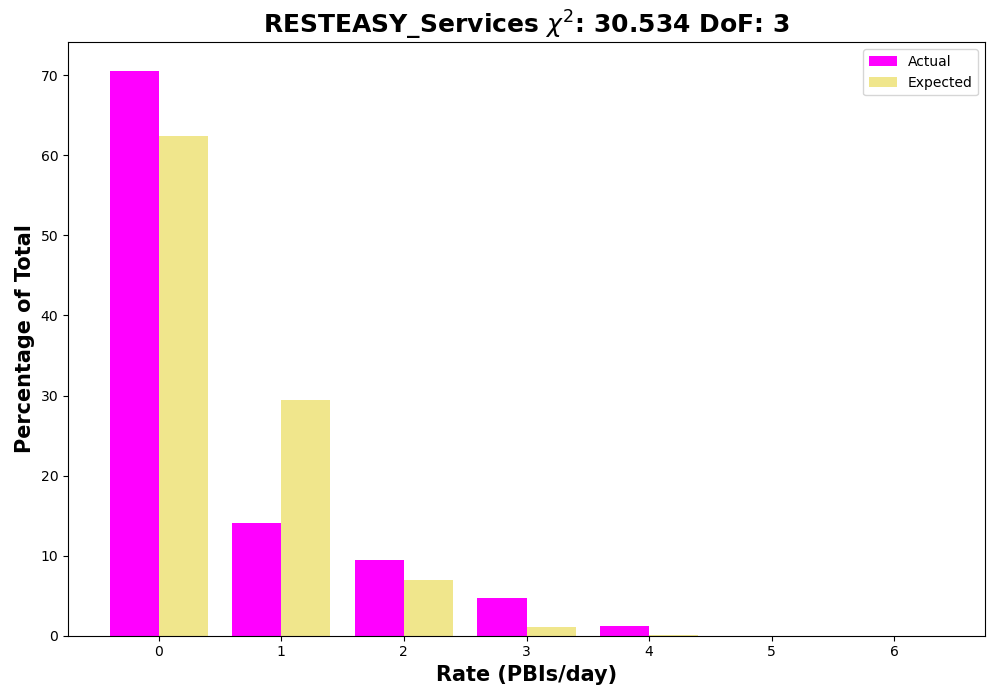 RESTEASY_Services χ²: 30.534 DoF: 3
Actual
Expected
Percentage of Total
70
60
50
40
30
20
10
0
0 1 2 3 4 5 6
Rate (PBIs/day)